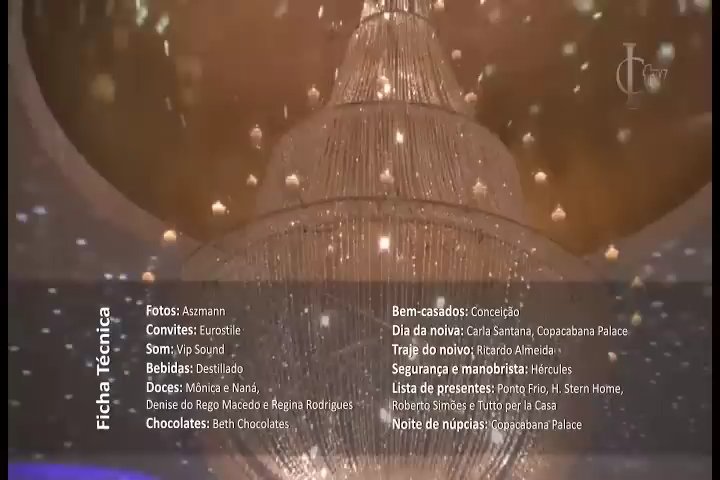 Ficha Técnica
Fotos: Aszmann
Convites: Eurostile
Som: Vip Sound
Bebidas: Destillado
Doces: Mônica e Naná,
Denise do Rego Macedo e Regina Rodrigues
Chocolates: Beth Chocolates
Bem-casados: Conceição
Dia da noiva: Carla Santana, Copacabana Palace
Traje do noivo: Ricardo Almeida
Segurança e manobrista: Hércules
Lista de presentes: Ponto Frio, H. Stern Home,
Roberto Simões e Tutto per la Casa
Noite de núpcias: Copacabana Palace